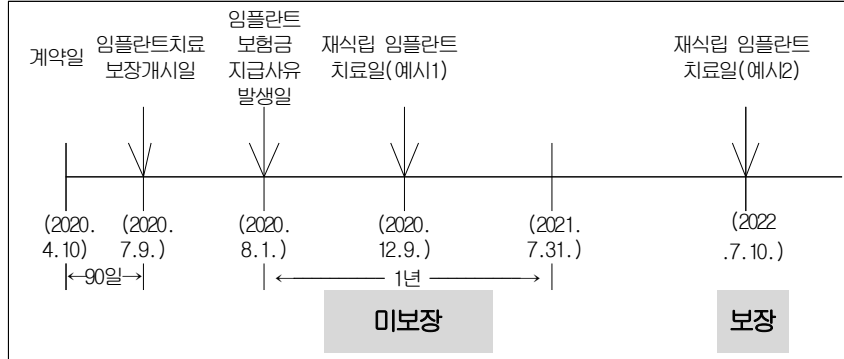 계약일
임플란트치료
보장개시일
임플란트
보험금
지급사유
발생일
재식립 임플란트
치료일(예시1)
재식립 임플란트
치료일(예시2)
(2020.
4.10)
(2020.
7.9.)
(2020.
8.1.)
(2020.
12.9.)
(2021.
7.31.)
(2022
.7.10.)
←90일→
← 1년 →
미보장
보장